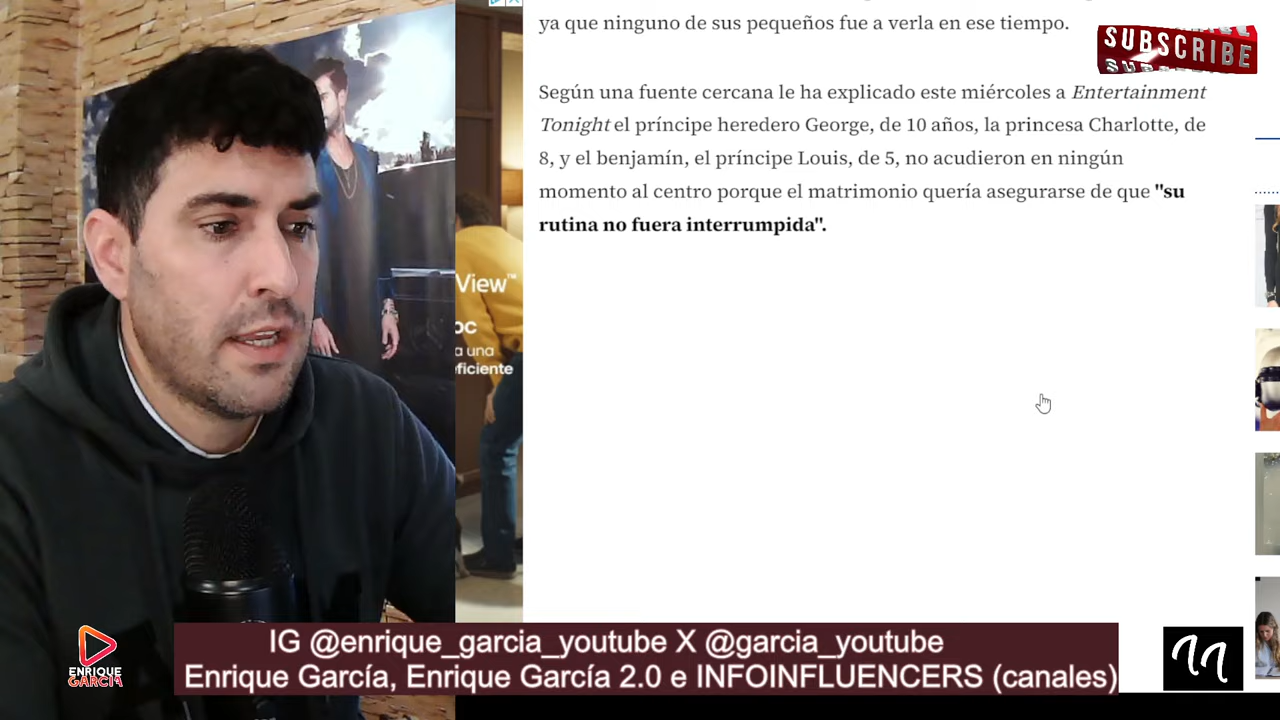 ya que ninguno de sus pequeños fue a verla en ese tiempo.
SUBSCRIBE
Según una fuente cercana le ha explicado este miércoles a Entertainment
Tonight el príncipe heredero George, de 10 años, la princesa Charlotte, de
8, y el benjamín, el príncipe Louis, de 5, no acudieron en ningún
momento al centro porque el matrimonio quería asegurarse de que "su
rutina no fuera interrumpida".
View™
a una
eficiente
IG @enrique_garcia_youtube X @garcia_youtube
Enrique García, Enrique García 2.0 e INFOINFLUENCERS (canales)
ENRIQUE
GARCÍA